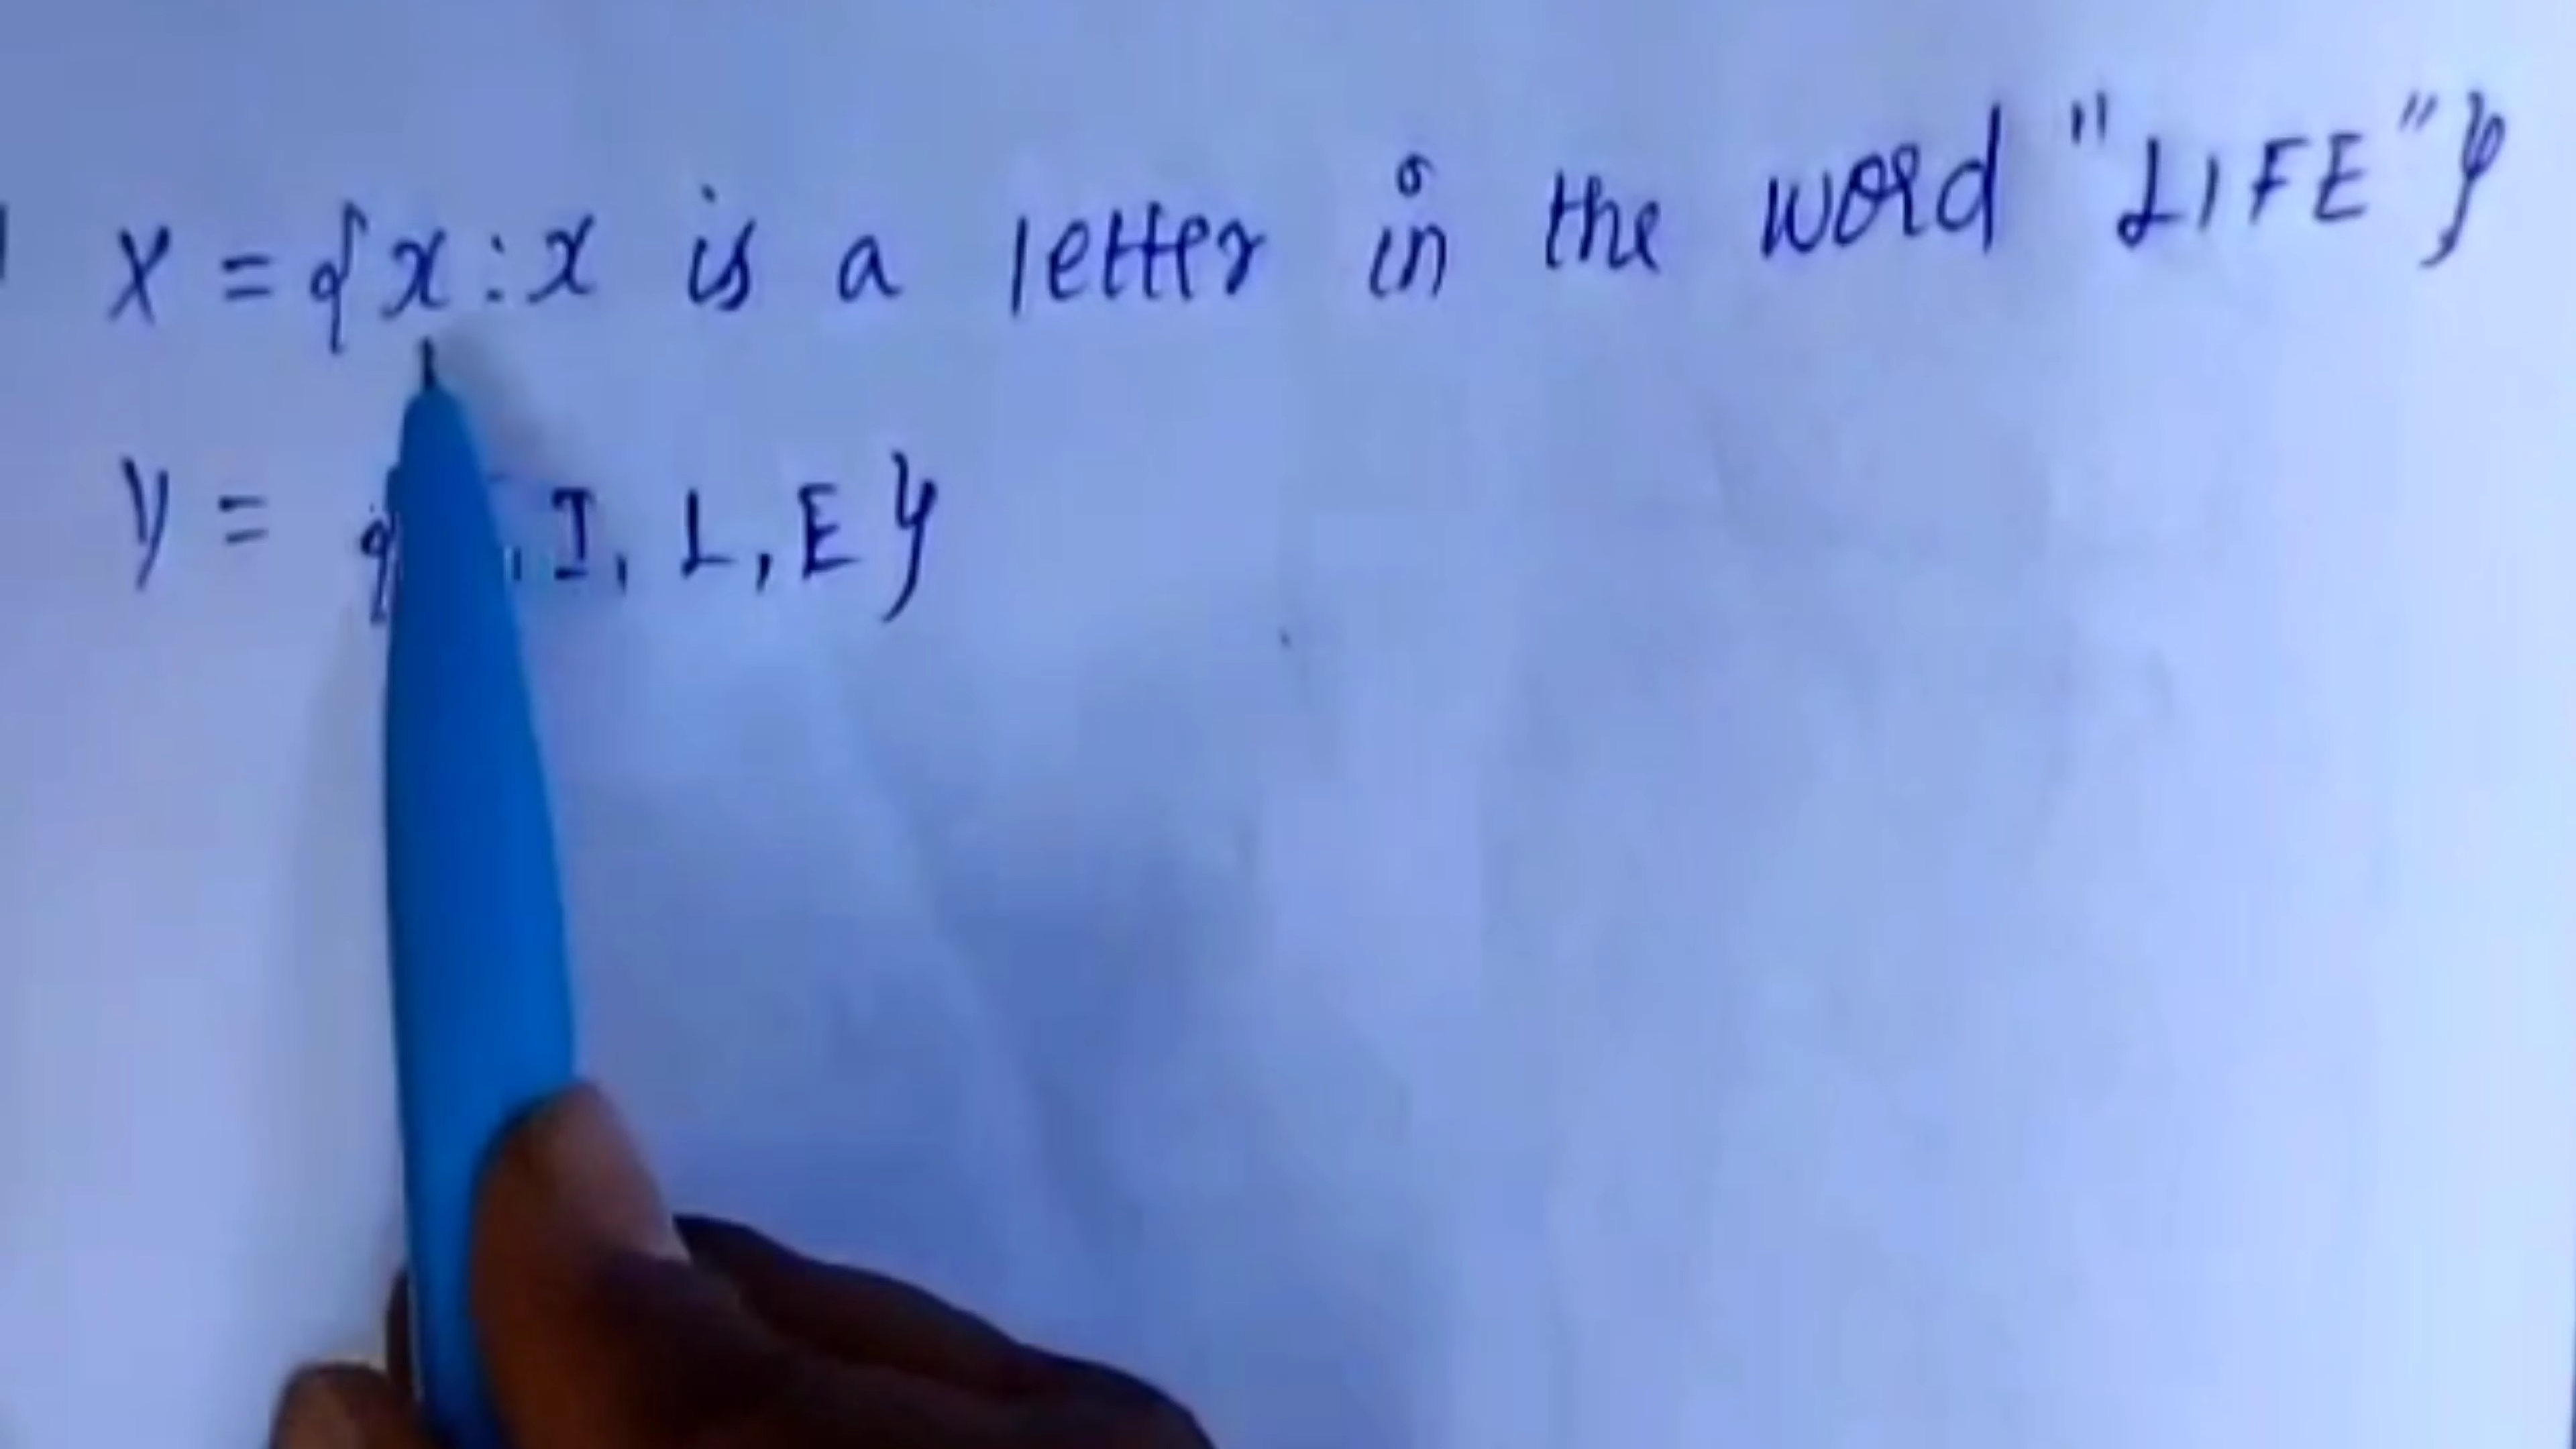 X = {x : x is a letter in the word "LIFE"}
Y = { , I, L, E}